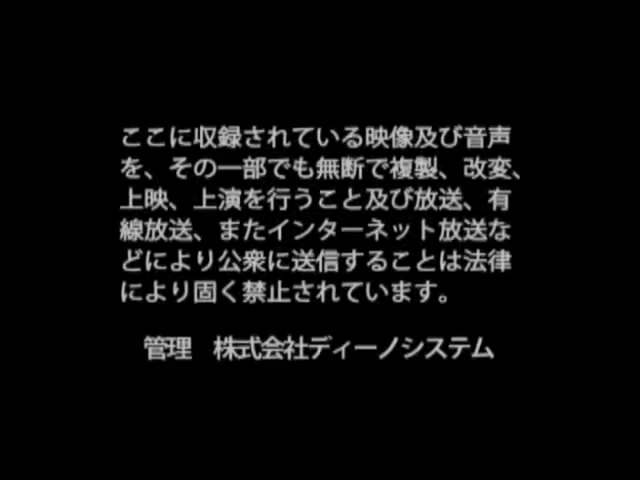 ここに収録されている映像及び音声
を、その一部でも無断で複製、改変、
上映、上演を行うこと及び放送、有
線放送、またインターネット放送な
どにより公衆に送信することは法律
により固く禁止されています。
管理　株式会社ディーノシステム